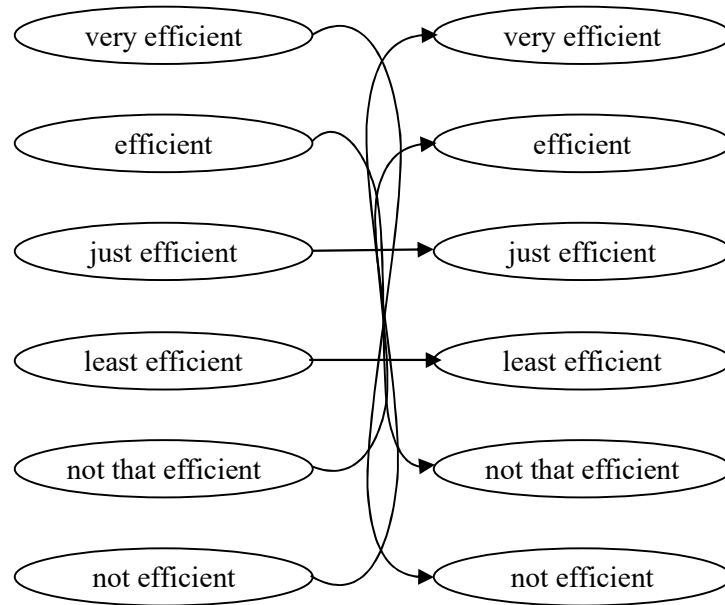 very efficient very efficient
efficient efficient
just efficient just efficient
least efficient least efficient
not that efficient not that efficient
not efficient not efficient